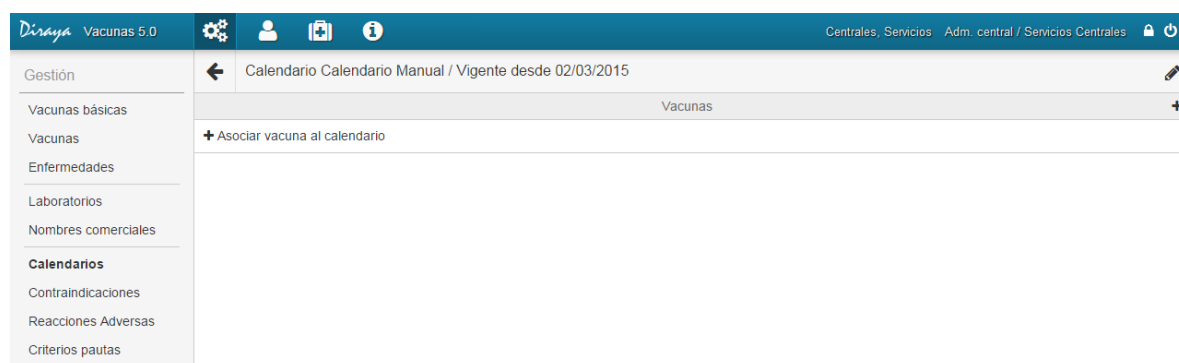 Diraya Vacunas 5.0
Centrales, Servicios Adm. central / Servicios Centrales
Gestión
Calendario Calendario Manual / Vigente desde 02/03/2015
Vacunas básicas
Vacunas
Enfermedades
Laboratorios
Nombres comerciales
Calendarios
Contraindicaciones
Reacciones Adversas
Criterios pautas
Vacunas
+
+ Asociar vacuna al calendario